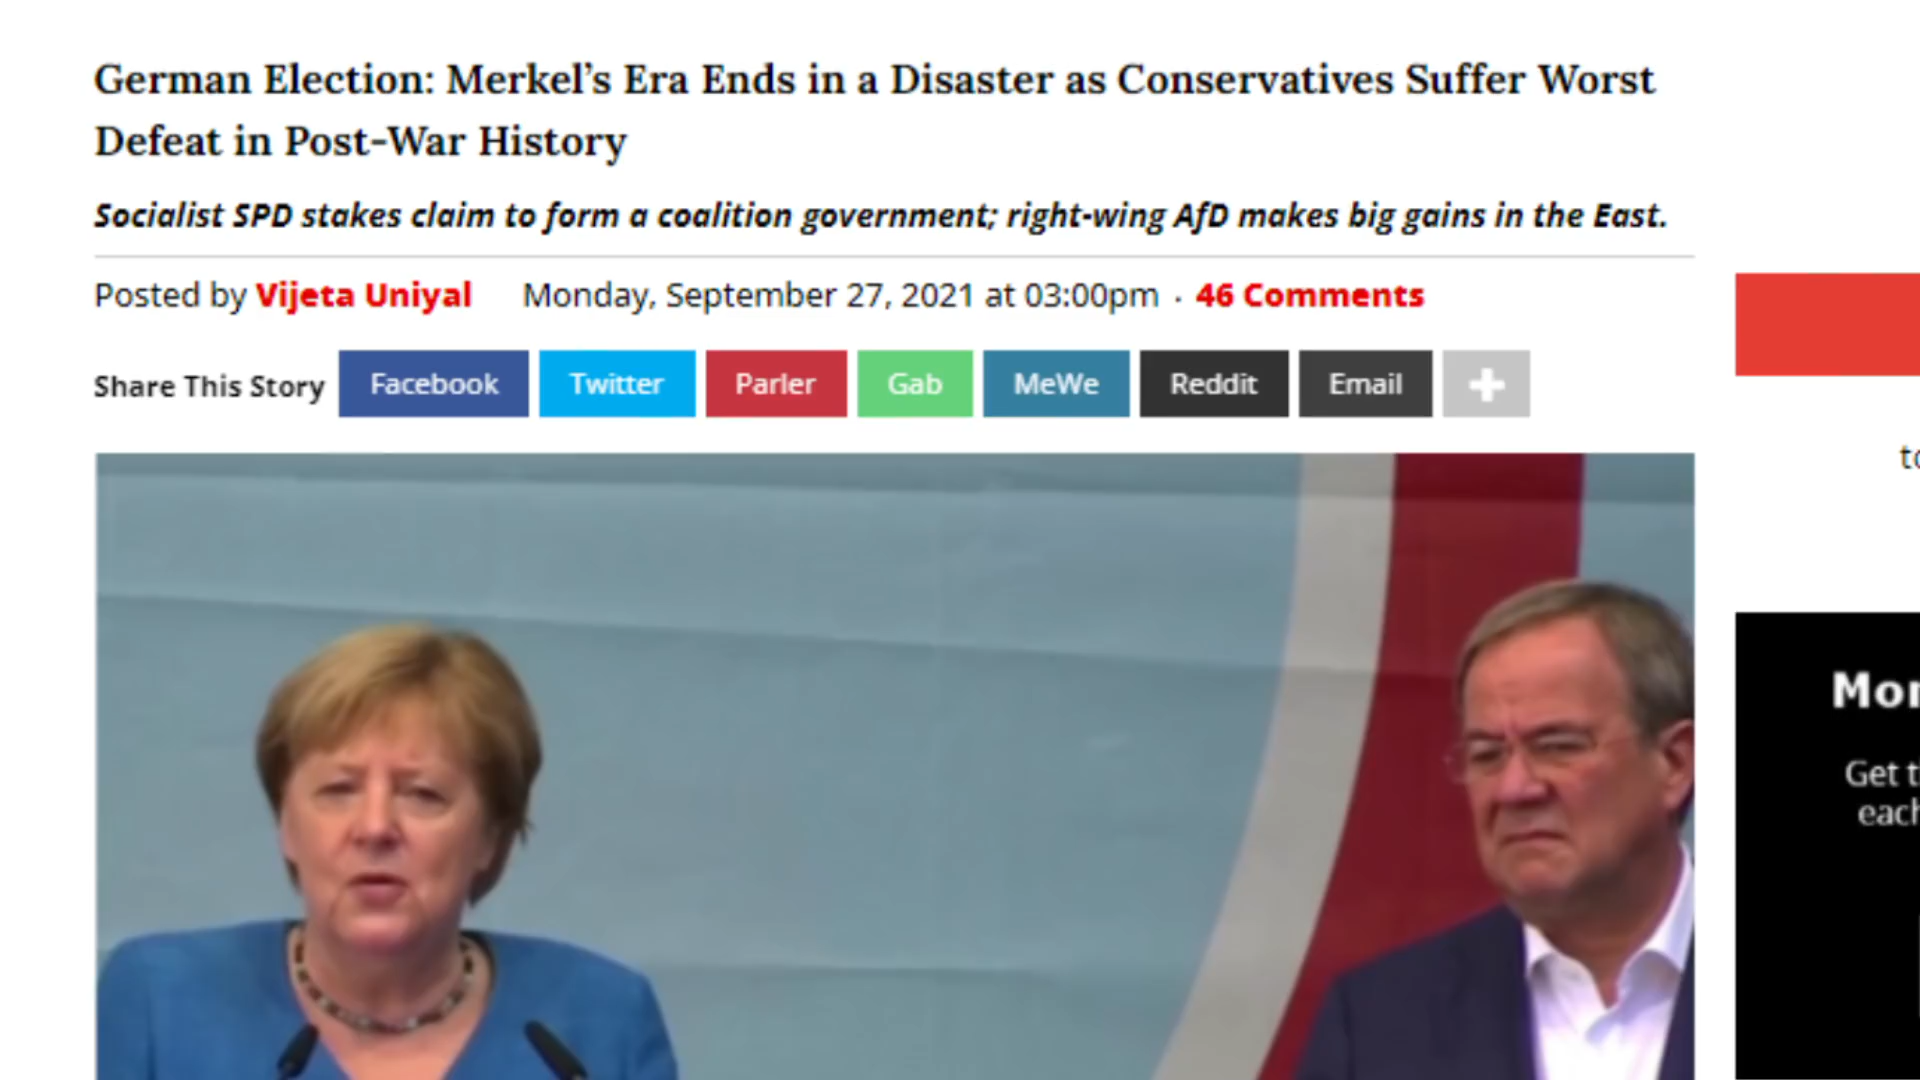 German Election: Merkel’s Era Ends in a Disaster as Conservatives Suffer Worst
Defeat in Post-War History
Socialist SPD stakes claim to form a coalition government; right-wing AfD makes big gains in the East.
Posted by Vijeta Uniyal Monday, September 27, 2021 at 03:00pm · 46 Comments
Share This Story Facebook Twitter Parler Gab MeWe Reddit Email +
Get